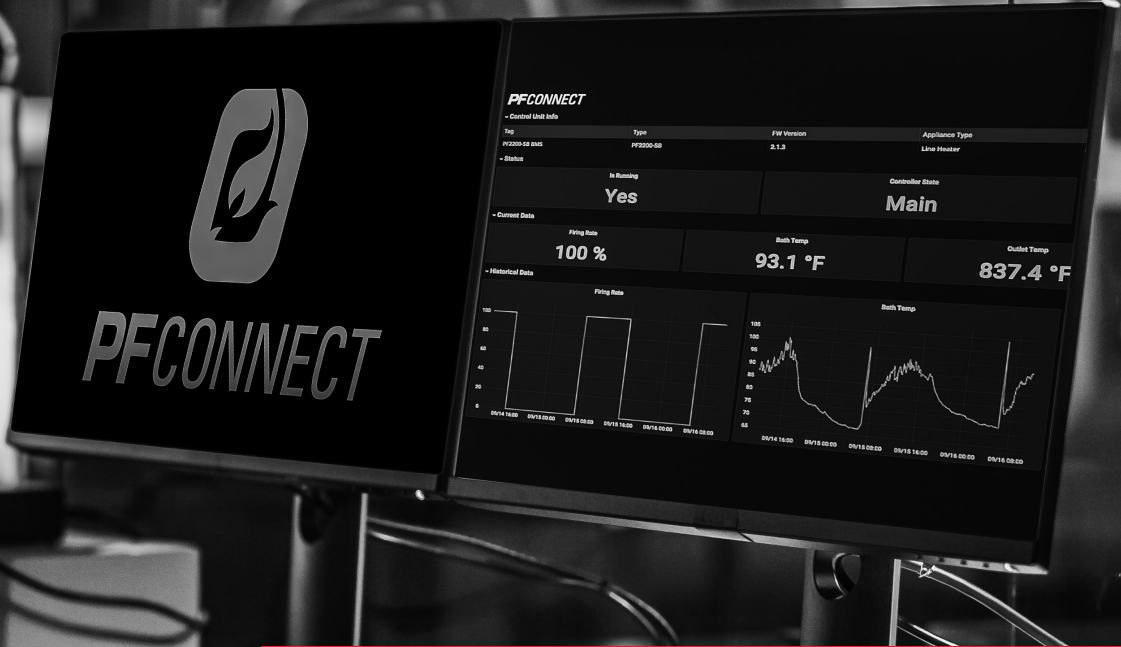 PFCONNECT
PFCONNECT
Control Unit Info
Tag Type FW Version Appliance Type
PF2200-SB BMS PF2200-SB 2.1.3 Line Heater
Status
In Running Controller State
Yes Main
Current Data
Firing Rate Bath Temp Outlet Temp
100 % 93.1 °F 837.4 °F
Historical Data
Firing Rate Bath Temp
100
80
60
40
20
0
09/14 16:00 09/15 00:00 09/15 08:00 09/15 16:00 09/16 00:00 09/16 08:00
105
100
95
90
85
80
75
70
65
09/14 16:00 09/15 00:00 09/15 08:00 09/15 16:00 09/16 00:00 09/16 08:00